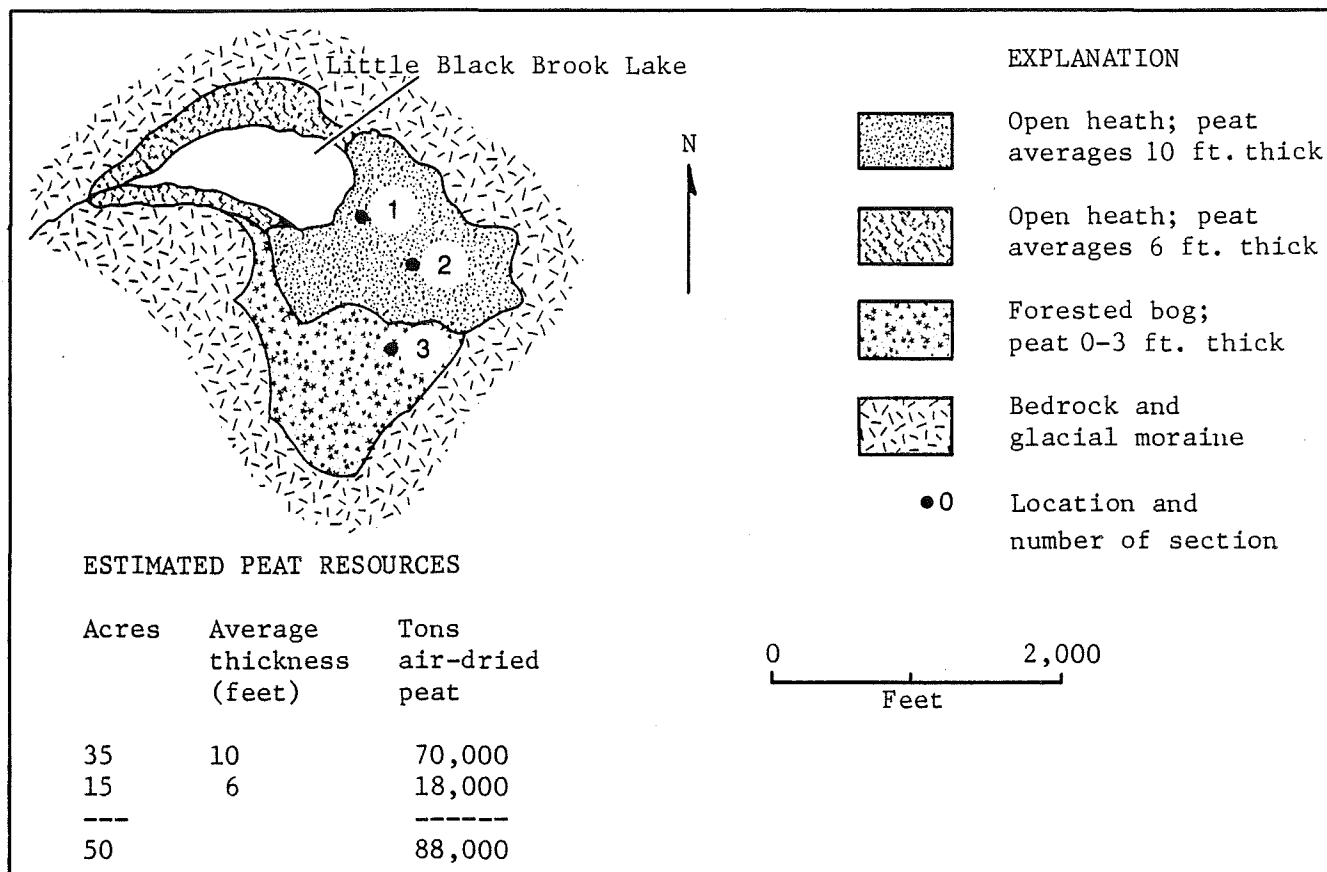 Little Black Brook Lake
N
1
2
3
EXPLANATION
Open heath; peat
averages 10 ft. thick
Open heath; peat
averages 6 ft. thick
Forested bog;
peat 0-3 ft. thick
Bedrock and
glacial moraine
0 Location and
number of section
ESTIMATED PEAT RESOURCES
Acres Average Tons
thickness air-dried
(feet) peat
35 10 70,000
15 6 18,000
--- ------
50 88,000
0 2,000
Feet